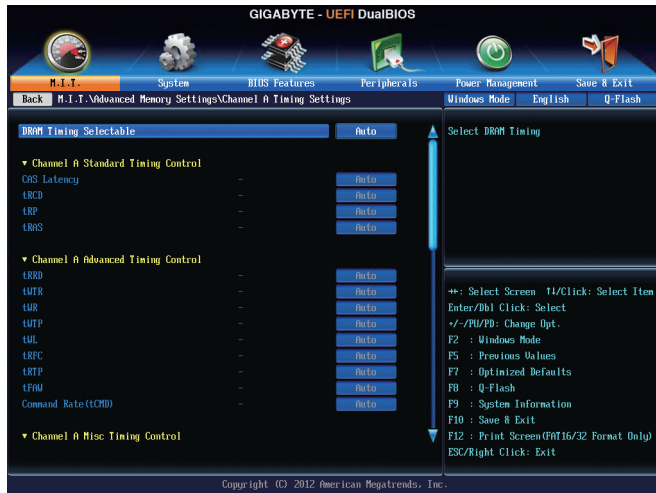 GIGABYTE - UEFI DualBIOS
M.I.T.
System
BIOS Features
Peripherals
Power Management
Save & Exit
Back M.I.T.\Advanced Memory Settings\Channel A Timing Settings
Windows Mode English Q-Flash
DRAM Timing Selectable Auto
▼ Channel A Standard Timing Control
CAS Latency - Auto
tRCD - Auto
tRP - Auto
tRAS - Auto
▼ Channel A Advanced Timing Control
tRRD - Auto
tWTR - Auto
tWR - Auto
tWTP - Auto
tWL - Auto
tRFC - Auto
tRTP - Auto
tFAW - Auto
Command Rate(tCMD) - Auto
▼ Channel A Misc Timing Control
Select DRAM Timing
→←: Select Screen ↑↓/Click: Select Item
Enter/Dbl Click: Select
+/-/PU/PD: Change Opt.
F2 : Windows Mode
F5 : Previous Values
F7 : Optimized Defaults
F8 : Q-Flash
F9 : System Information
F10 : Save & Exit
F12 : Print Screen(FAT16/32 Format Only)
ESC/Right Click: Exit
Copyright (C) 2012 American Megatrends, Inc.